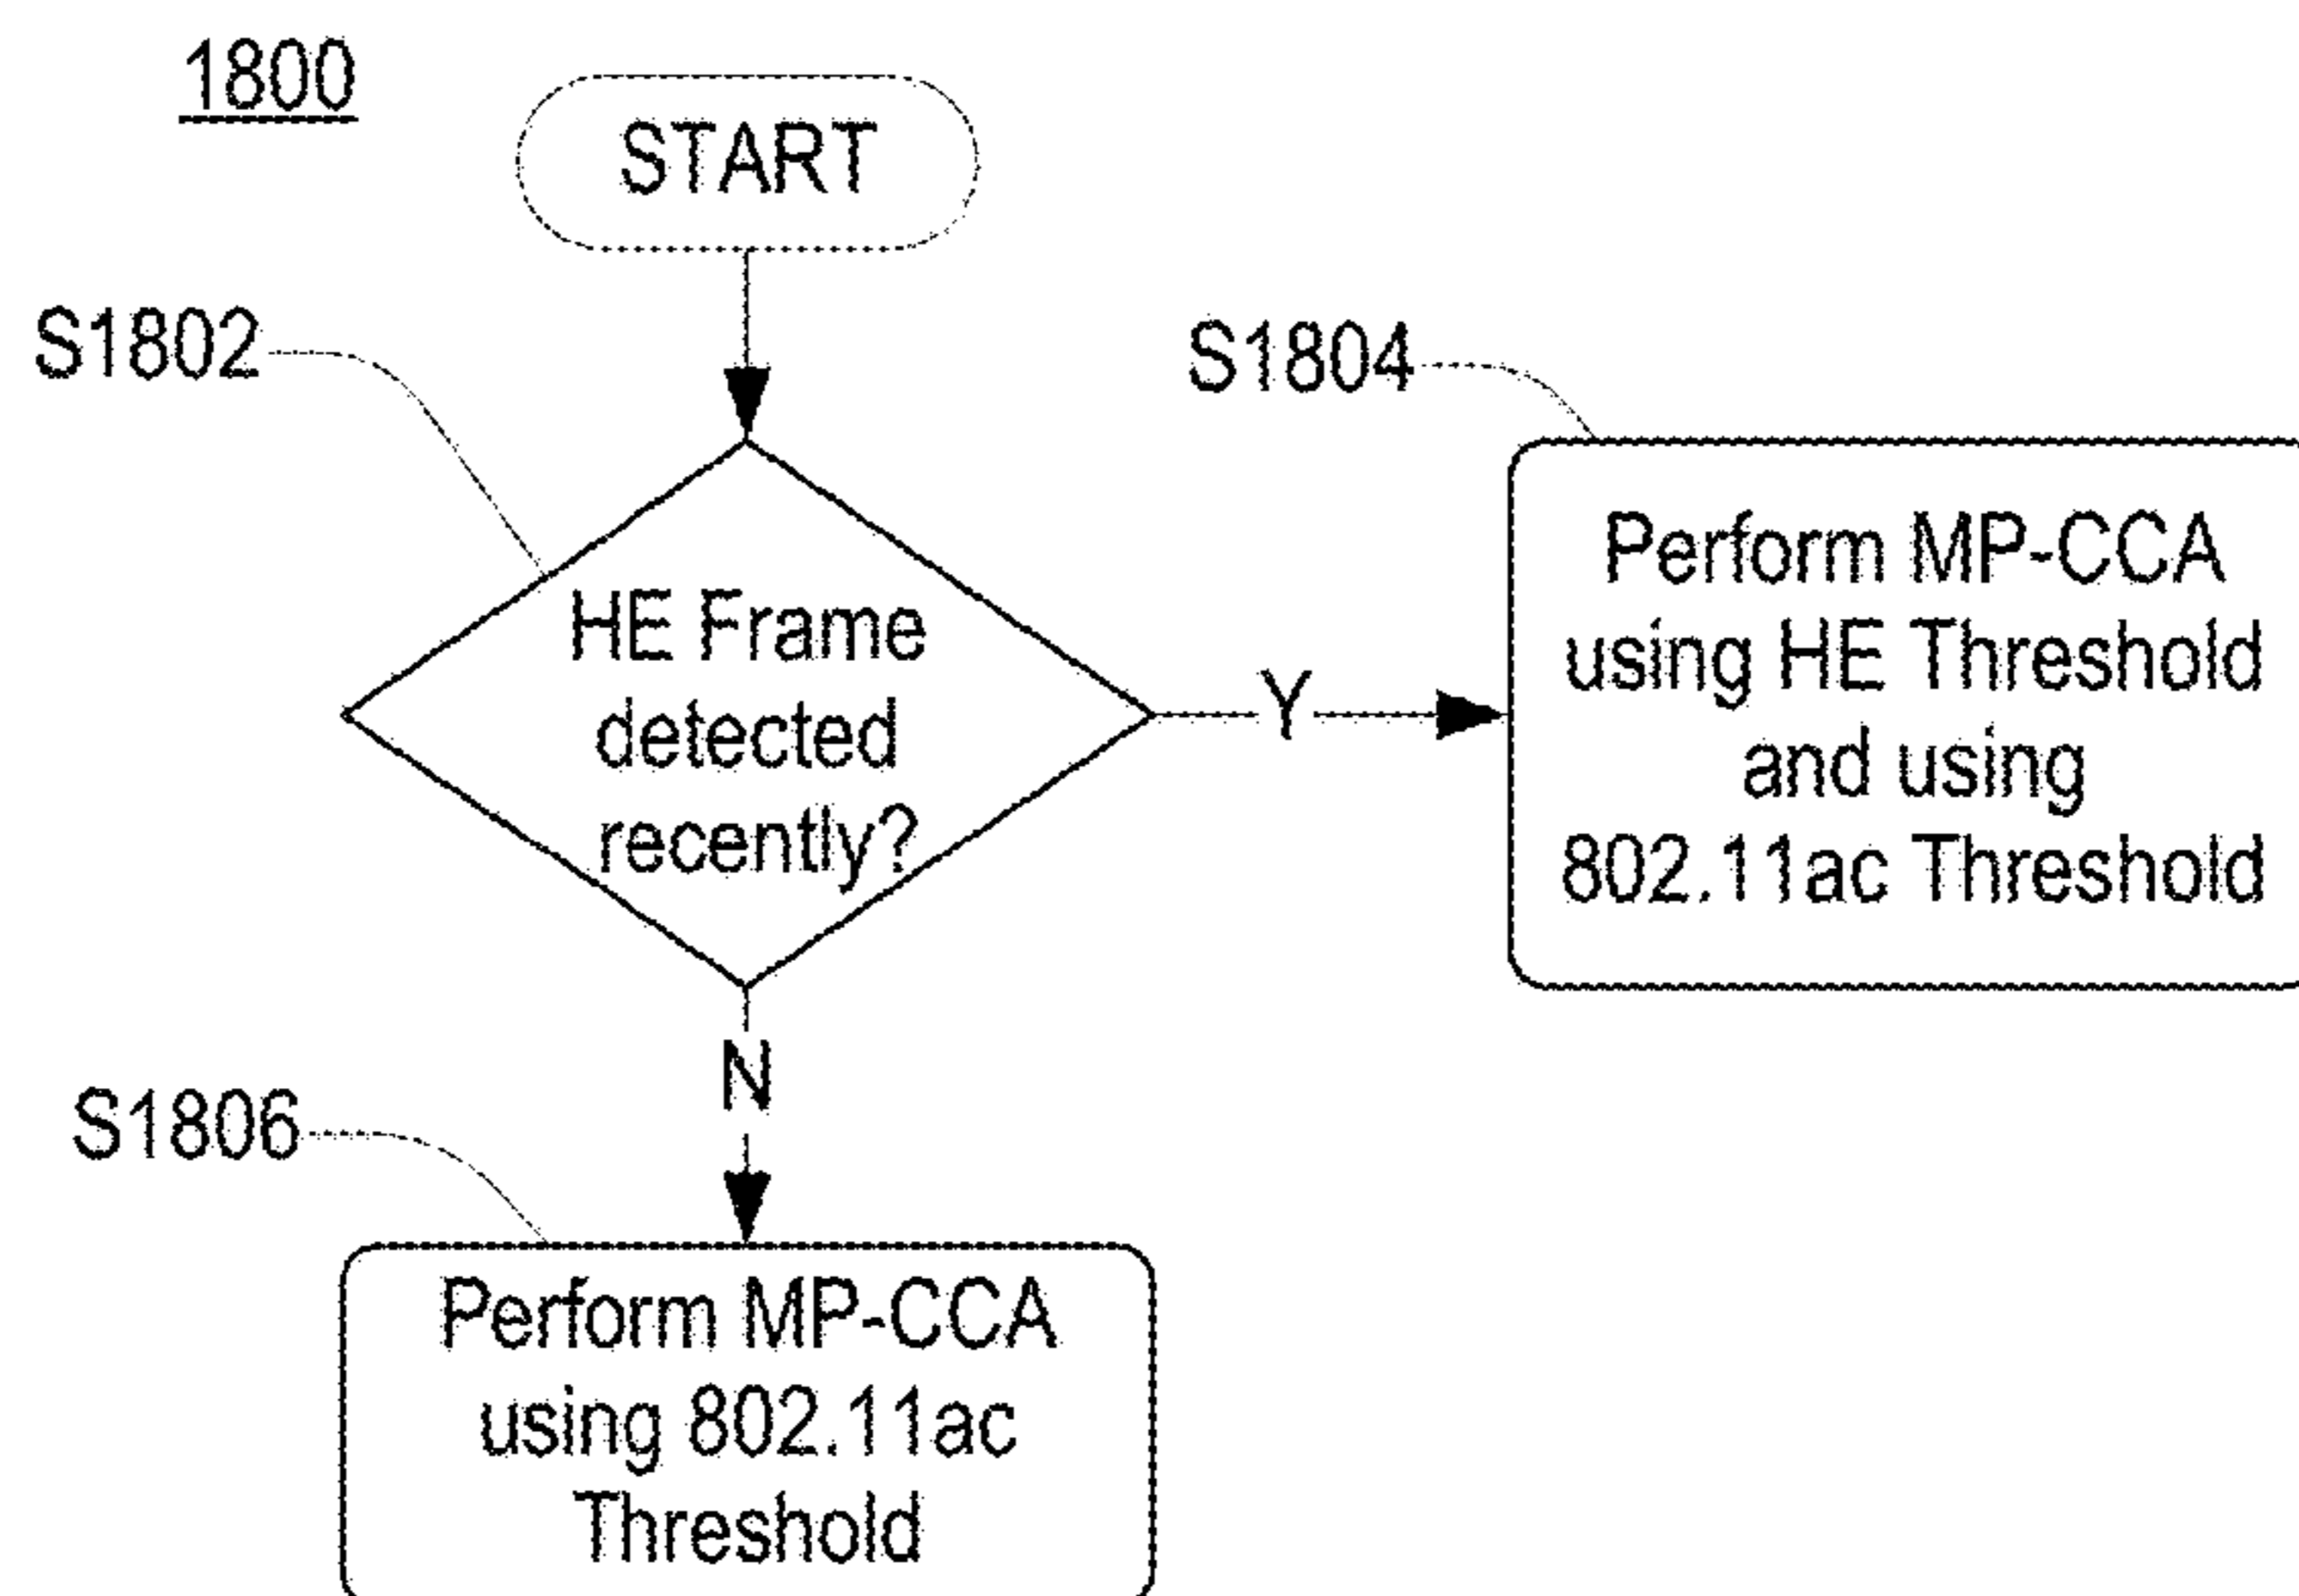 1800
START
S1802
HE Frame
detected
recently?
Y
S1804
Perform MP-CCA
using HE Threshold
and using
802.11ac Threshold
N
S1806
Perform MP-CCA
using 802.11ac
Threshold